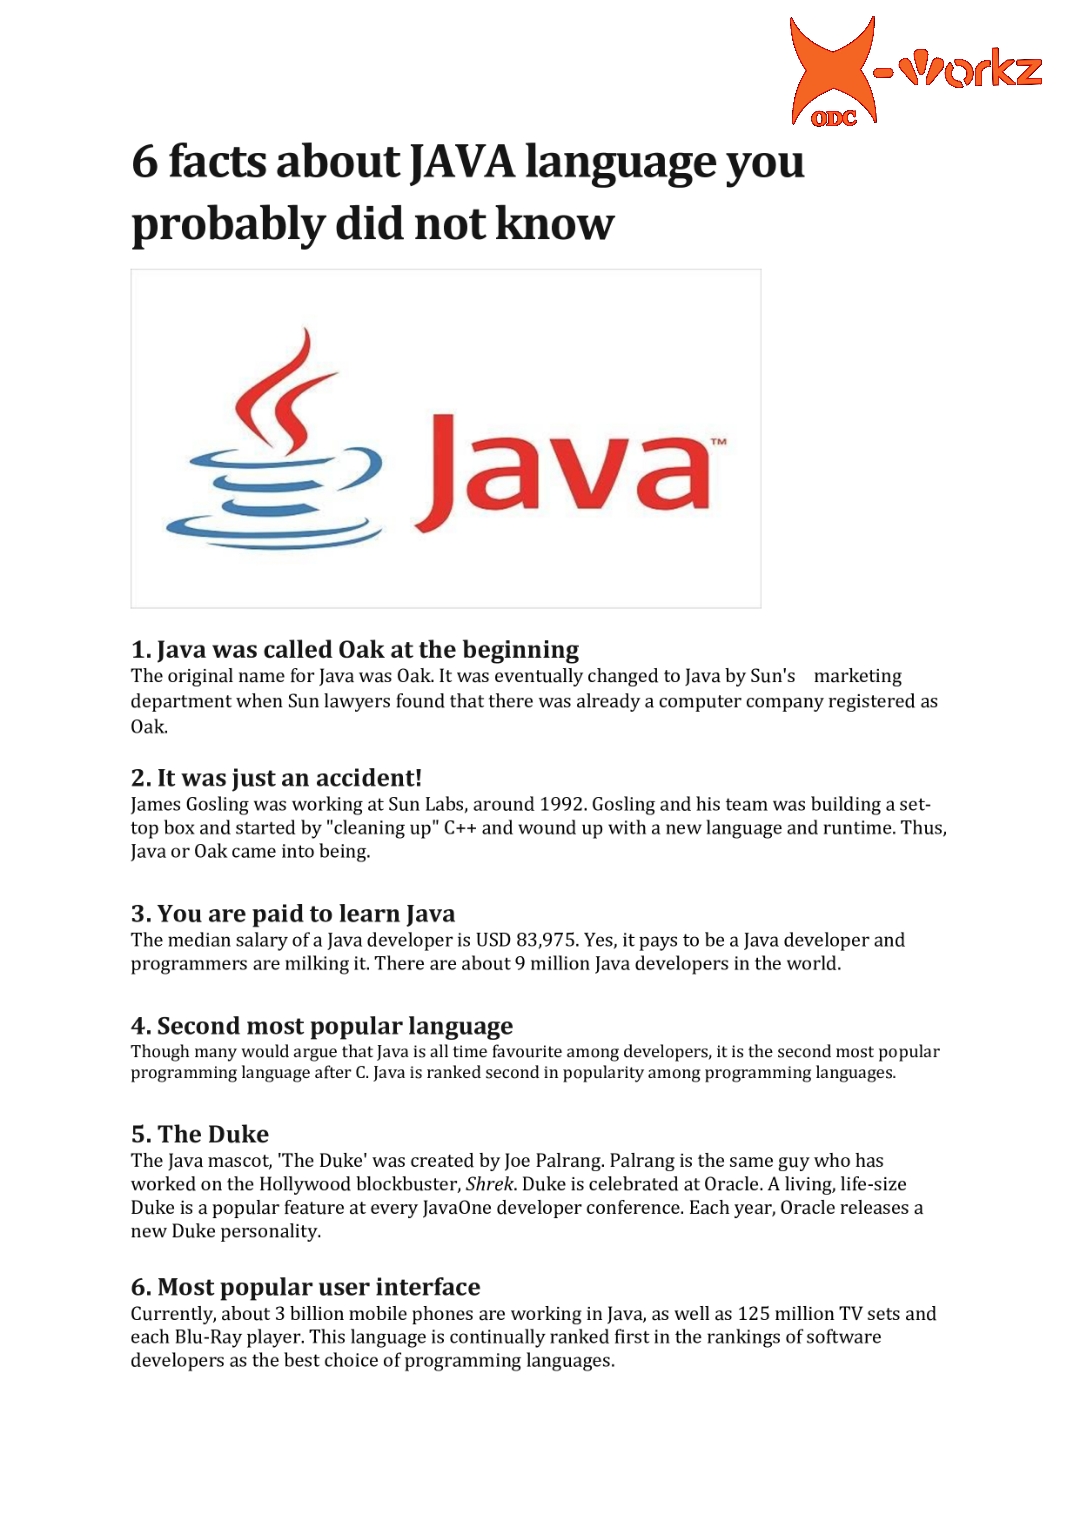 X-workz
ODC
6 facts about JAVA language you
probably did not know
Java™
1. Java was called Oak at the beginning
The original name for Java was Oak. It was eventually changed to Java by Sun's    marketing
department when Sun lawyers found that there was already a computer company registered as
Oak.
2. It was just an accident!
James Gosling was working at Sun Labs, around 1992. Gosling and his team was building a set-
top box and started by "cleaning up" C++ and wound up with a new language and runtime. Thus,
Java or Oak came into being.
3. You are paid to learn Java
The median salary of a Java developer is USD 83,975. Yes, it pays to be a Java developer and
programmers are milking it. There are about 9 million Java developers in the world.
4. Second most popular language
Though many would argue that Java is all time favourite among developers, it is the second most popular
programming language after C. Java is ranked second in popularity among programming languages.
5. The Duke
The Java mascot, 'The Duke' was created by Joe Palrang. Palrang is the same guy who has
worked on the Hollywood blockbuster, Shrek. Duke is celebrated at Oracle. A living, life-size
Duke is a popular feature at every JavaOne developer conference. Each year, Oracle releases a
new Duke personality.
6. Most popular user interface
Currently, about 3 billion mobile phones are working in Java, as well as 125 million TV sets and
each Blu-Ray player. This language is continually ranked first in the rankings of software
developers as the best choice of programming languages.